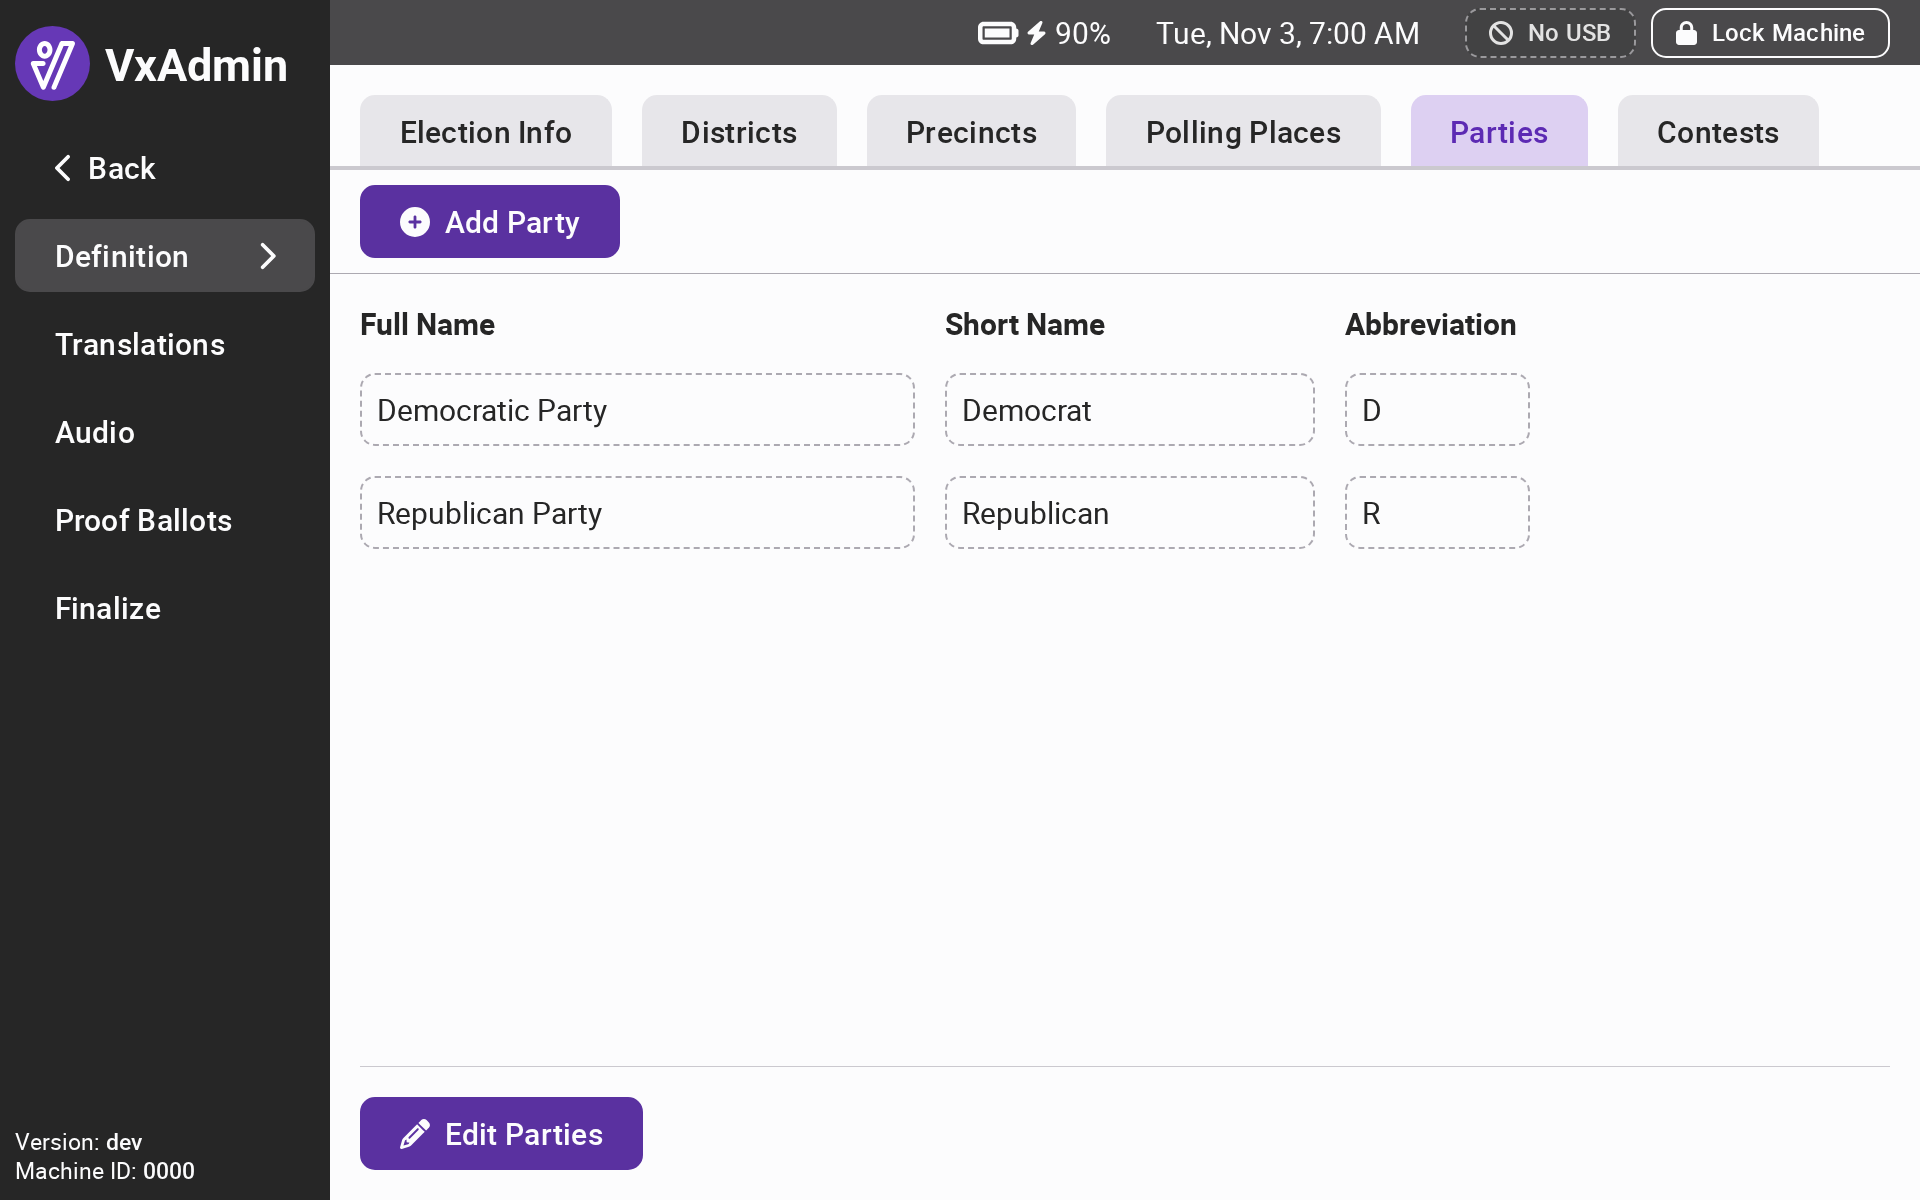 VxAdmin
Back
Definition
Translations
Audio
Proof Ballots
Finalize
Version: dev
Machine ID: 0000
90%
Tue, Nov 3, 7:00 AM
No USB
Lock Machine
Election Info
Districts
Precincts
Polling Places
Parties
Contests
Add Party
Full Name
Short Name
Abbreviation
Democratic Party
Democrat
D
Republican Party
Republican
R
Edit Parties